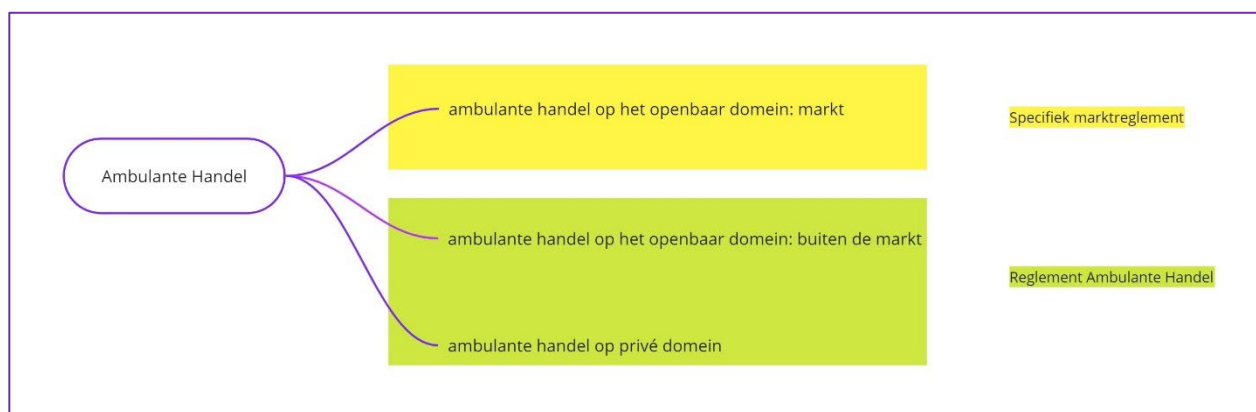 Ambulante Handel
ambulante handel op het openbaar domein: markt
Specifiek marktreglement
ambulante handel op het openbaar domein: buiten de markt
Reglement Ambulante Handel
ambulante handel op privé domein